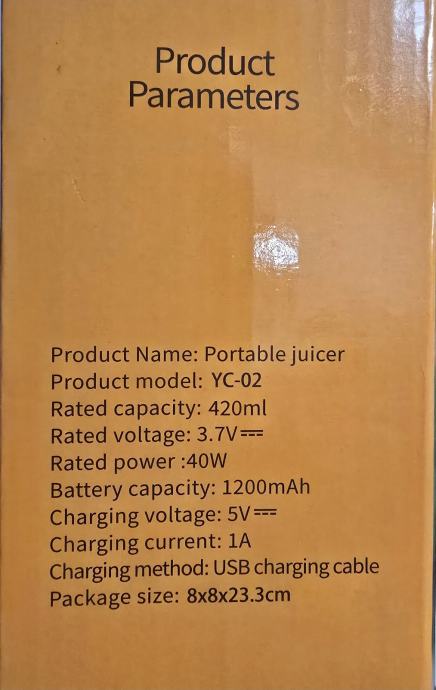 Product
Parameters
Product Name: Portable juicer
Product model: YC-02
Rated capacity: 420ml
Rated voltage: 3.7V⎓
Rated power :40W
Battery capacity: 1200mAh
Charging voltage: 5V⎓
Charging current: 1A
Charging method: USB charging cable
Package size: 8x8x23.3cm